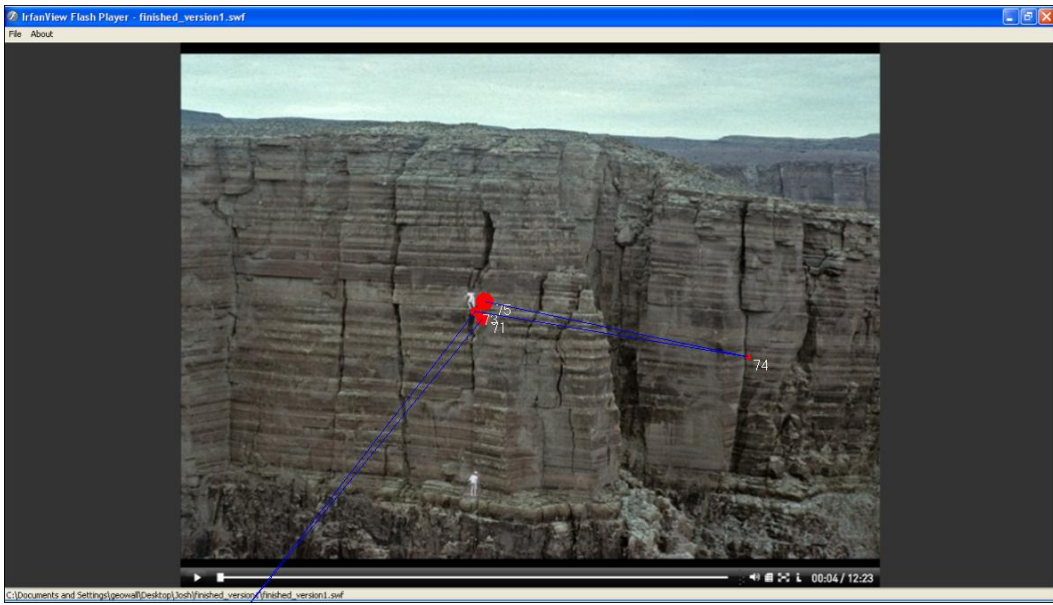 IrfanView Flash Player - finished_version1.swf
File About
75
73
71
74
00:04 / 12:23
C:\Documents and Settings\geowall\Desktop\Josh\finished_version1\finished_version1.swf